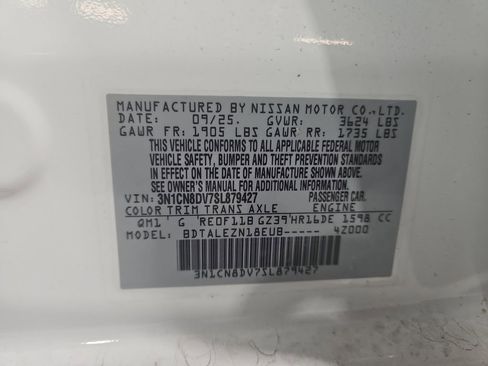 MANUFACTURED BY NISSAN MOTOR CO.,LTD.
DATE: 09/25. GVWR: 3624 LBS
GAWR FR: 1905 LBS GAWR RR: 1735 LBS
THIS VEHICLE CONFORMS TO ALL APPLICABLE FEDERAL MOTOR
VEHICLE SAFETY, BUMPER AND THEFT PREVENTION STANDARDS
IN EFFECT ON THE DATE OF MANUFACTURE SHOWN ABOVE.
SEE OWNER'S MANUAL FOR ADDITIONAL INFORMATION
VIN: 3N1CN8DV7SL879427 PASSENGER CAR.
COLOR TRIM TRANS AXLE ENGINE
QM1 G RE0F11B GZ39 HR16DE 1598 CC
MODEL: BDTALEZN18EUB----- 4Z000
3N1CN8DV7SL879427